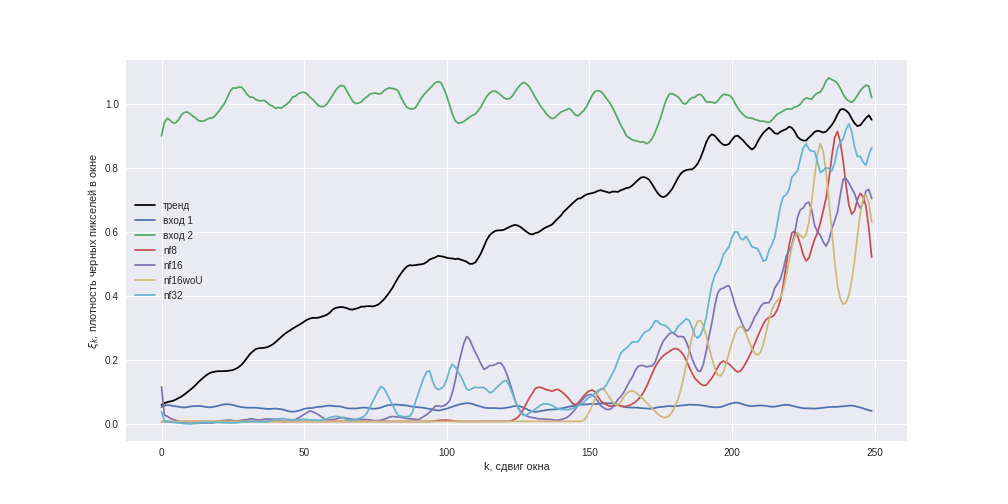 ξk, плотность черных пикселей в окне
1.0
0.8
0.6
0.4
0.2
0.0
тренд
вход 1
вход 2
nf8
nf16
nf16woU
nf32
0 50 100 150 200 250
k, сдвиг окна